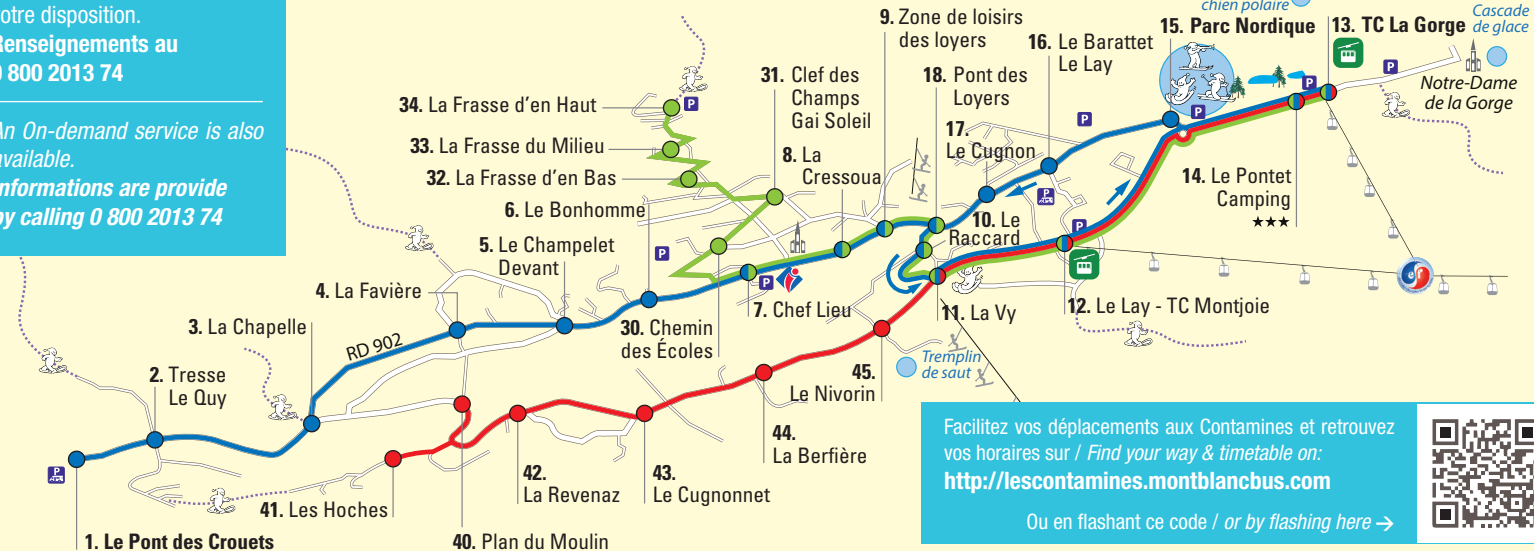 otre disposition.
Renseignements au
0 800 2013 74
An On-demand service is also
available.
Informations are provide
by calling 0 800 2013 74
34. La Frasse d'en Haut
33. La Frasse du Milieu
32. La Frasse d'en Bas
6. Le Bonhomme
5. Le Champelet
Devant
4. La Favière
3. La Chapelle
RD 902
2. Tresse
Le Quy
1. Le Pont des Crouets
31. Clef des
Champs
Gai Soleil
8. La
Cressoua
9. Zone de loisirs
des loyers
18. Pont des
Loyers
17.
Le Cugnon
16. Le Barattet
Le Lay
chien polaire
15. Parc Nordique
13. TC La Gorge
Cascade
de glace
Notre-Dame
de la Gorge
14. Le Pontet
Camping
★★★
10. Le
Raccard
11. La Vy
12. Le Lay - TC Montjoie
7. Chef Lieu
30. Chemin
des Écoles
Tremplin
de saut
45.
Le Nivorin
44.
La Berfière
43.
Le Cugnonnet
42.
La Revenaz
41. Les Hoches
40. Plan du Moulin
P
P
P
P
P
P
P
P
P
P
Facilitez vos déplacements aux Contamines et retrouvez
vos horaires sur / Find your way & timetable on:
http://lescontamines.montblancbus.com
Ou en flashant ce code / or by flashing here →